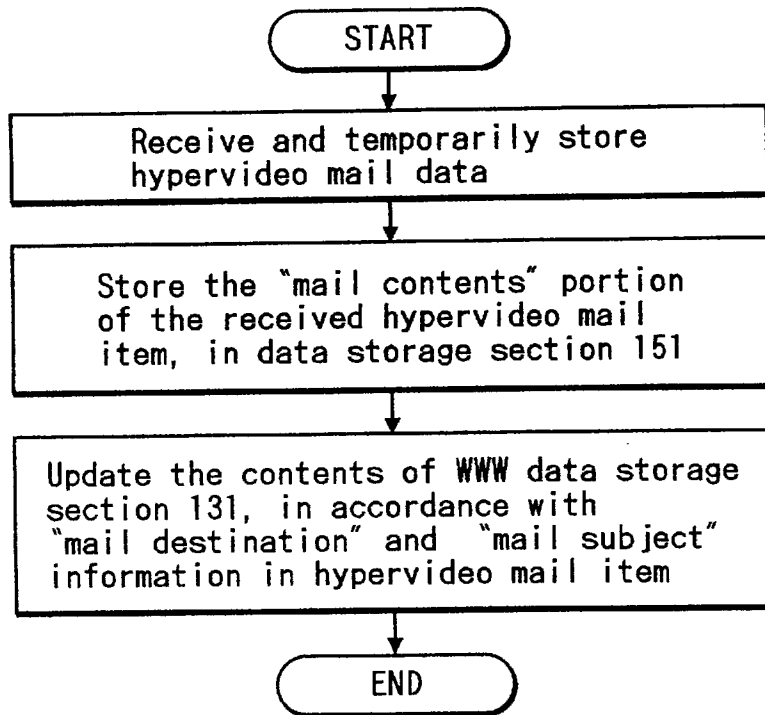 START
Receive and temporarily store
hypervideo mail data
Store the "mail contents" portion
of the received hypervideo mail
item, in data storage section 151
Update the contents of WWW data storage
section 131, in accordance with
"mail destination" and "mail subject"
information in hypervideo mail item
END